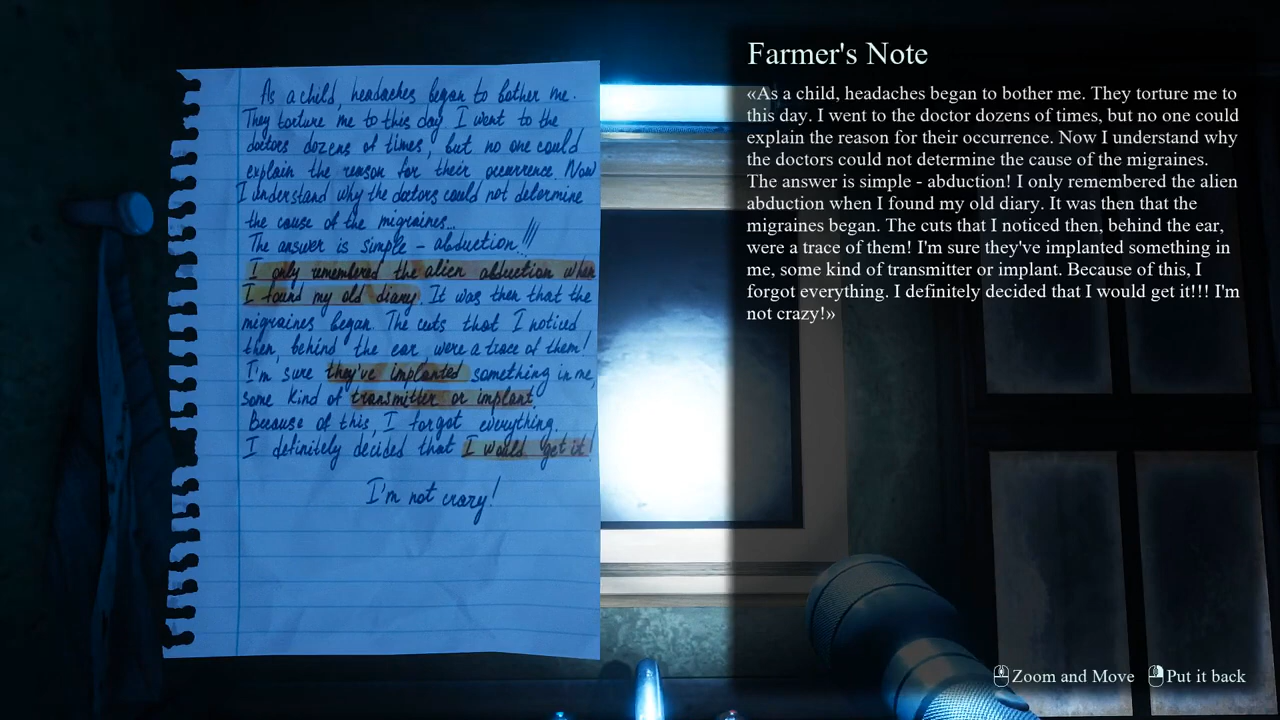 As a child, headaches began to bother me.
They torture me to this day. I went to the
doctors dozens of times, but no one could
explain the reason for their occurrence. Now
I understand why the doctors could not determine
the cause of the migraines...
The answer is simple - abduction!!!
I only remembered the alien abduction when
I found my old diary. It was then that the
migraines began. The cuts that I noticed
then, behind the ear, were a trace of them!
I'm sure they've implanted something in me,
some kind of transmitter or implant.
Because of this, I forgot everything.
I definitely decided that I would get it!
I'm not crazy!
Farmer's Note
«As a child, headaches began to bother me. They torture me to
this day. I went to the doctor dozens of times, but no one could
explain the reason for their occurrence. Now I understand why
the doctors could not determine the cause of the migraines.
The answer is simple - abduction! I only remembered the alien
abduction when I found my old diary. It was then that the
migraines began. The cuts that I noticed then, behind the ear,
were a trace of them! I'm sure they've implanted something in
me, some kind of transmitter or implant. Because of this, I
forgot everything. I definitely decided that I would get it!!! I'm
not crazy!»
Zoom and Move
Put it back